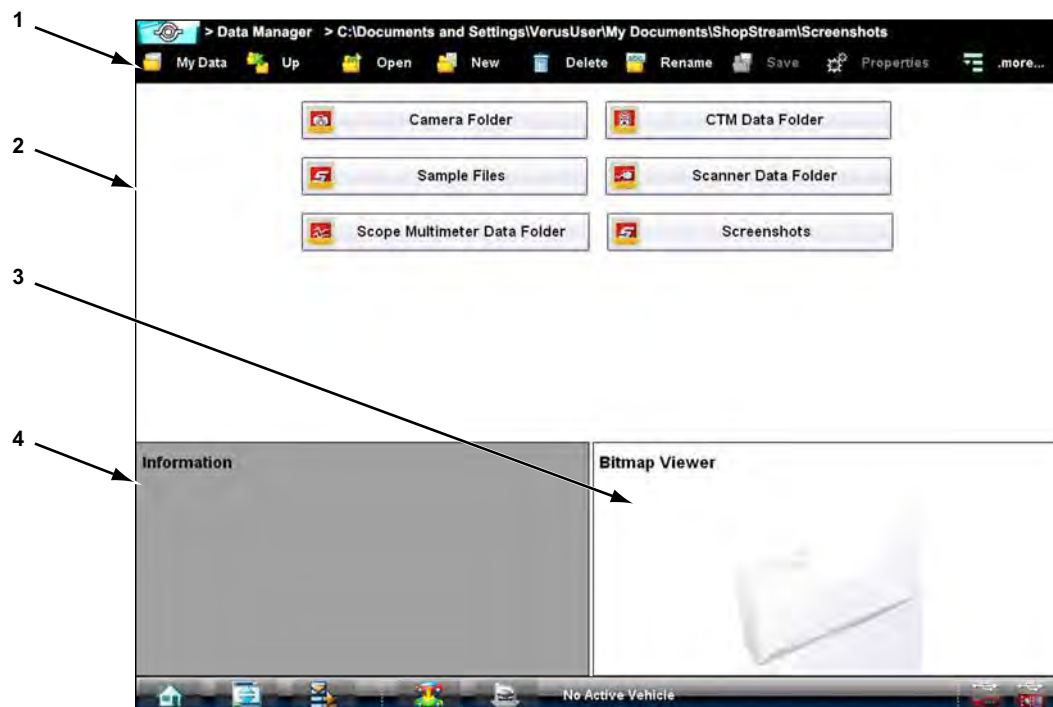 1
> Data Manager > C:\Documents and Settings\VerusUser\My Documents\ShopStream\Screenshots
My Data Up Open New Delete Rename Save Properties .more...
2
Camera Folder CTM Data Folder
Sample Files Scanner Data Folder
Scope Multimeter Data Folder Screenshots
3
4
Information Bitmap Viewer
No Active Vehicle